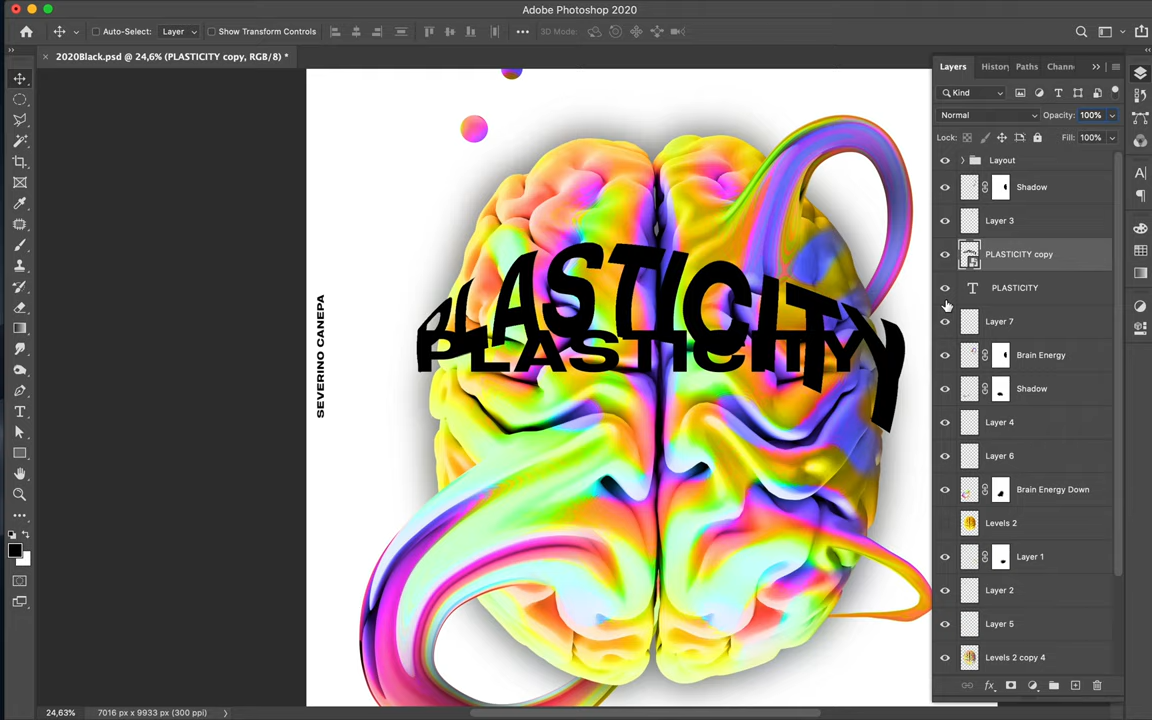 Adobe Photoshop 2020
Auto-Select: Layer Show Transform Controls 3D Mode:
2020Black.psd @ 24,6% (PLASTICITY copy, RGB/8) *
Layers History Paths Chann
Kind
Normal Opacity: 100%
Lock: Fill: 100%
Layout
Shadow
Layer 3
PLASTICITY copy
T PLASTICITY
Layer 7
Brain Energy
Shadow
Layer 4
Layer 6
Brain Energy Down
Levels 2
Layer 1
Layer 2
Layer 5
Levels 2 copy 4
PLASTICITY
PLASTICITY
SEVERINO CANEPA
24,63% 7016 px x 9933 px (300 ppi)